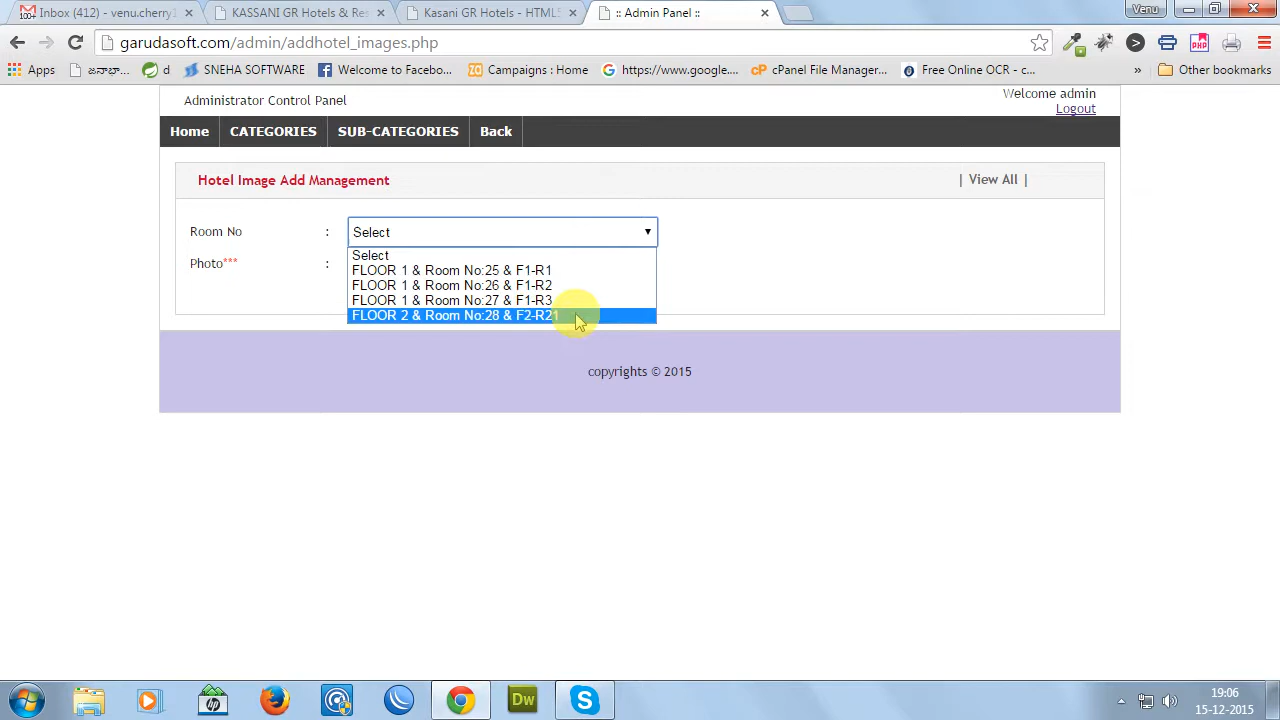 Inbox (412) - venu.cherry1
KASSANI GR Hotels & Res
Kasani GR Hotels - HTML5
:: Admin Panel ::
Venu
garudasoft.com/admin/addhotel_images.php
Apps
d
SNEHA SOFTWARE
Welcome to Facebo...
Campaigns : Home
https://www.google....
cPanel File Manager...
Free Online OCR - c...
»
Other bookmarks
Administrator Control Panel
Welcome admin
Logout
Home
CATEGORIES
SUB-CATEGORIES
Back
Hotel Image Add Management
| View All |
Room No : Select
Photo*** :
Select
FLOOR 1 & Room No:25 & F1-R1
FLOOR 1 & Room No:26 & F1-R2
FLOOR 1 & Room No:27 & F1-R3
FLOOR 2 & Room No:28 & F2-R21
copyrights © 2015
Dw
19:06
15-12-2015